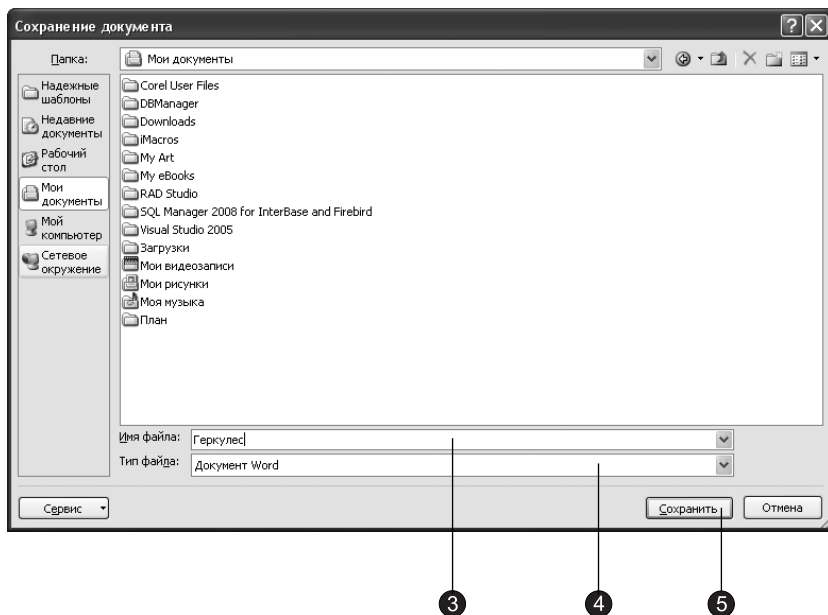 Сохранение документа
Папка:
Мои документы
Надежные
шаблоны
Недавние
документы
Рабочий
стол
Мои
документы
Мой
компьютер
Сетевое
окружение
Corel User Files
DBManager
Downloads
iMacros
My Art
My eBooks
RAD Studio
SQL Manager 2008 for InterBase and Firebird
Visual Studio 2005
Загрузки
Мои видеозаписи
Мои рисунки
Моя музыка
План
Имя файла: Геркулес
Тип файла: Документ Word
Сервис
Сохранить
Отмена
3 4 5